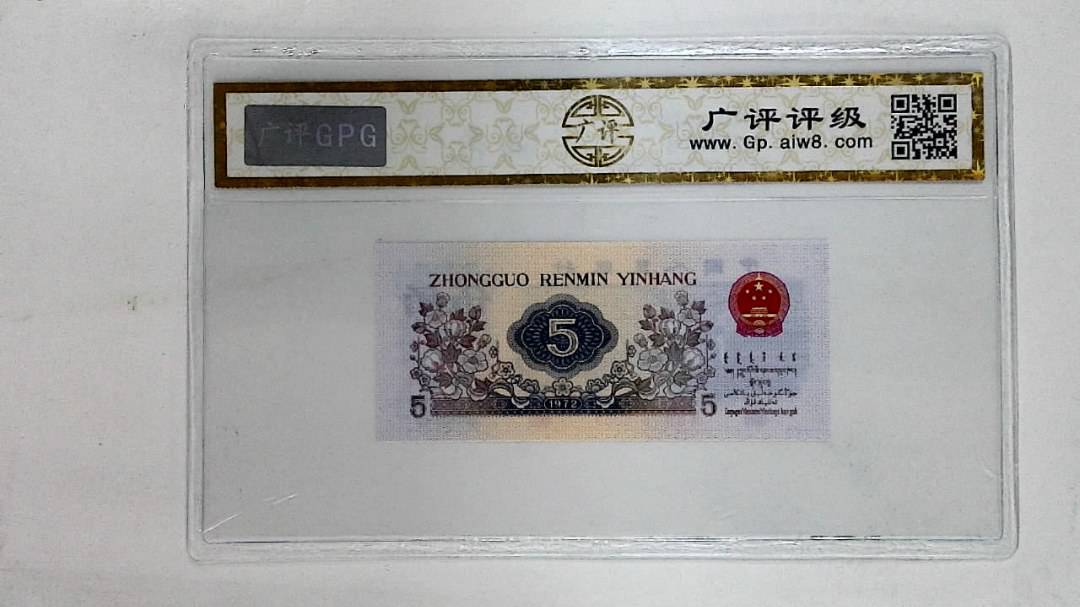 广评GPG
广评
广评评级
www. Gp. aiw8. com
ZHONGGUO RENMIN YINHANG
5
5
1972
5